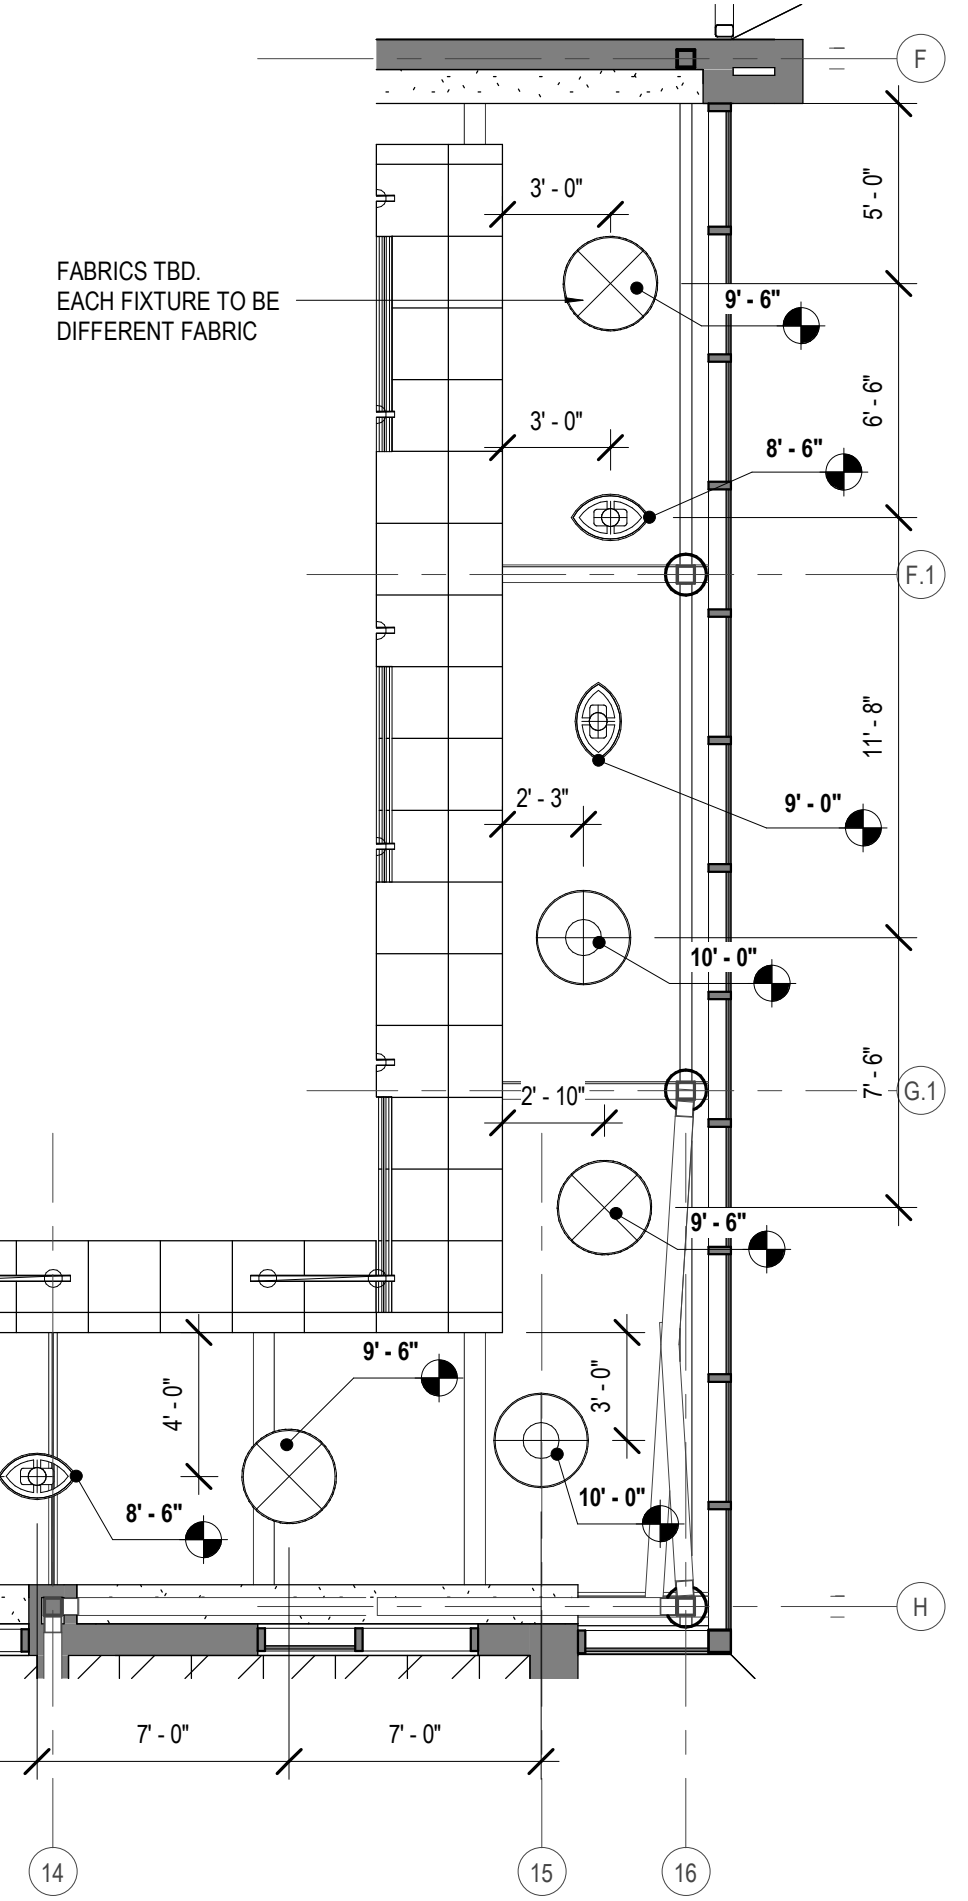 F
3' - 0"
5' - 0"
FABRICS TBD.
EACH FIXTURE TO BE
DIFFERENT FABRIC
9' - 6"
6' - 6"
3' - 0"
8' - 6"
F.1
11' - 8"
2' - 3"
9' - 0"
10' - 0"
7' - 6"
G.1
2' - 10"
9' - 6"
9' - 6"
4' - 0"
3' - 0"
10' - 0"
8' - 6"
H
7' - 0"
7' - 0"
14
15
16